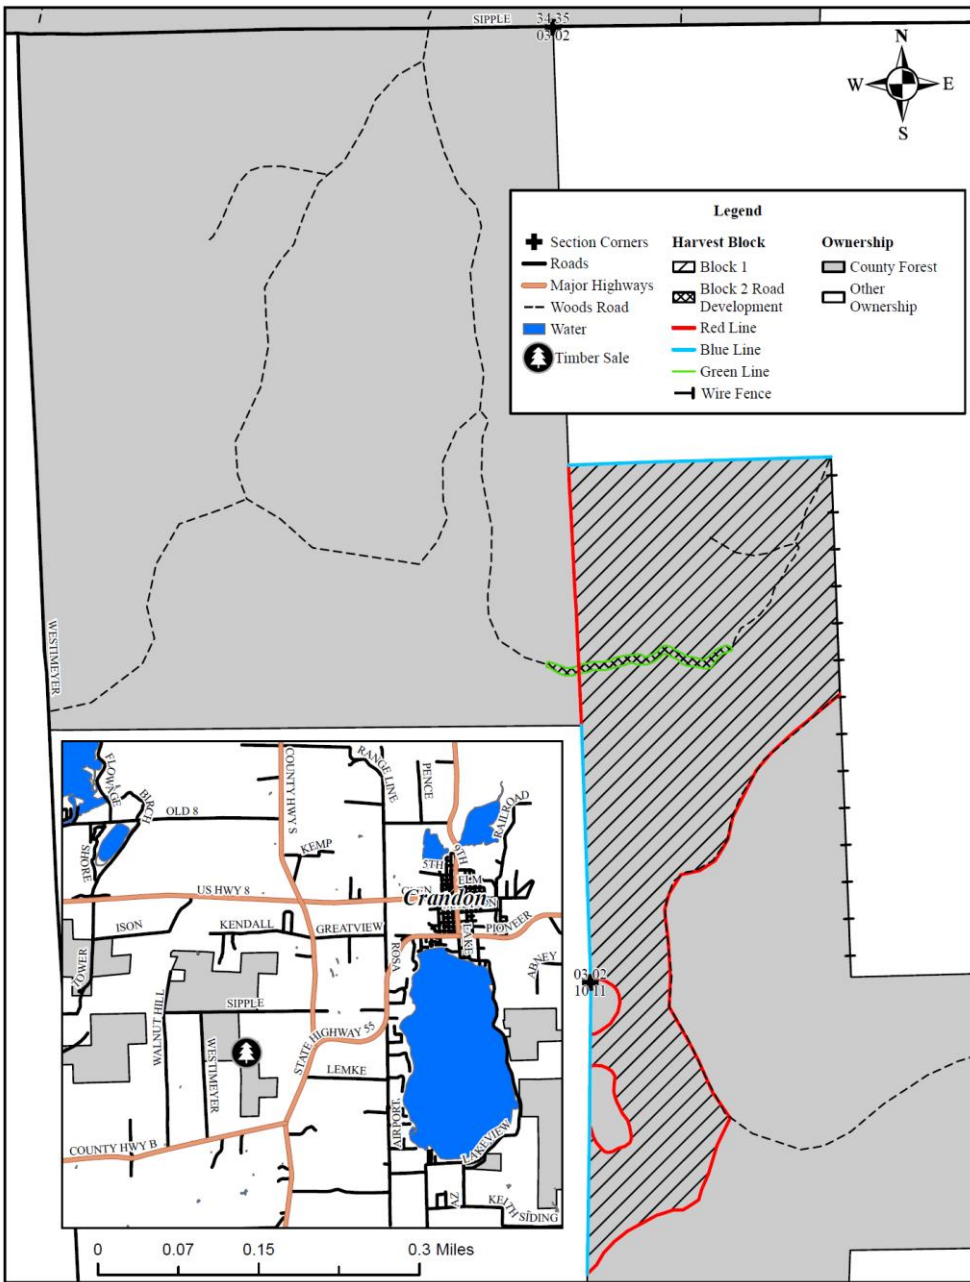 SIPPLE
34 35
03 02
N
W E
S
Legend
Section Corners
Roads
Major Highways
Woods Road
Water
Timber Sale
Harvest Block
Block 1
Block 2 Road
Development
Red Line
Blue Line
Green Line
Wire Fence
Ownership
County Forest
Other
Ownership
WESTIMEYER
03 02
10 11
FLOWAGE
BIRCH
OLD 8
SHORE
COUNTY HWY S
RANGE LINE
PENCE
RAILROAD
KEMP
5TH
9TH
ELM
US HWY 8
Crandon
ISON
KENDALL
GREATVIEW
LAKE
PIONEER
TOWER
ROSA
ABNEY
WALNUT HILL
SIPPLE
WESTIMEYER
STATE HIGHWAY 55
LEMKE
AIRPORT
LAKEVIEW
COUNTY HWY B
KEITH
SIDING
0 0.07 0.15 0.3 Miles